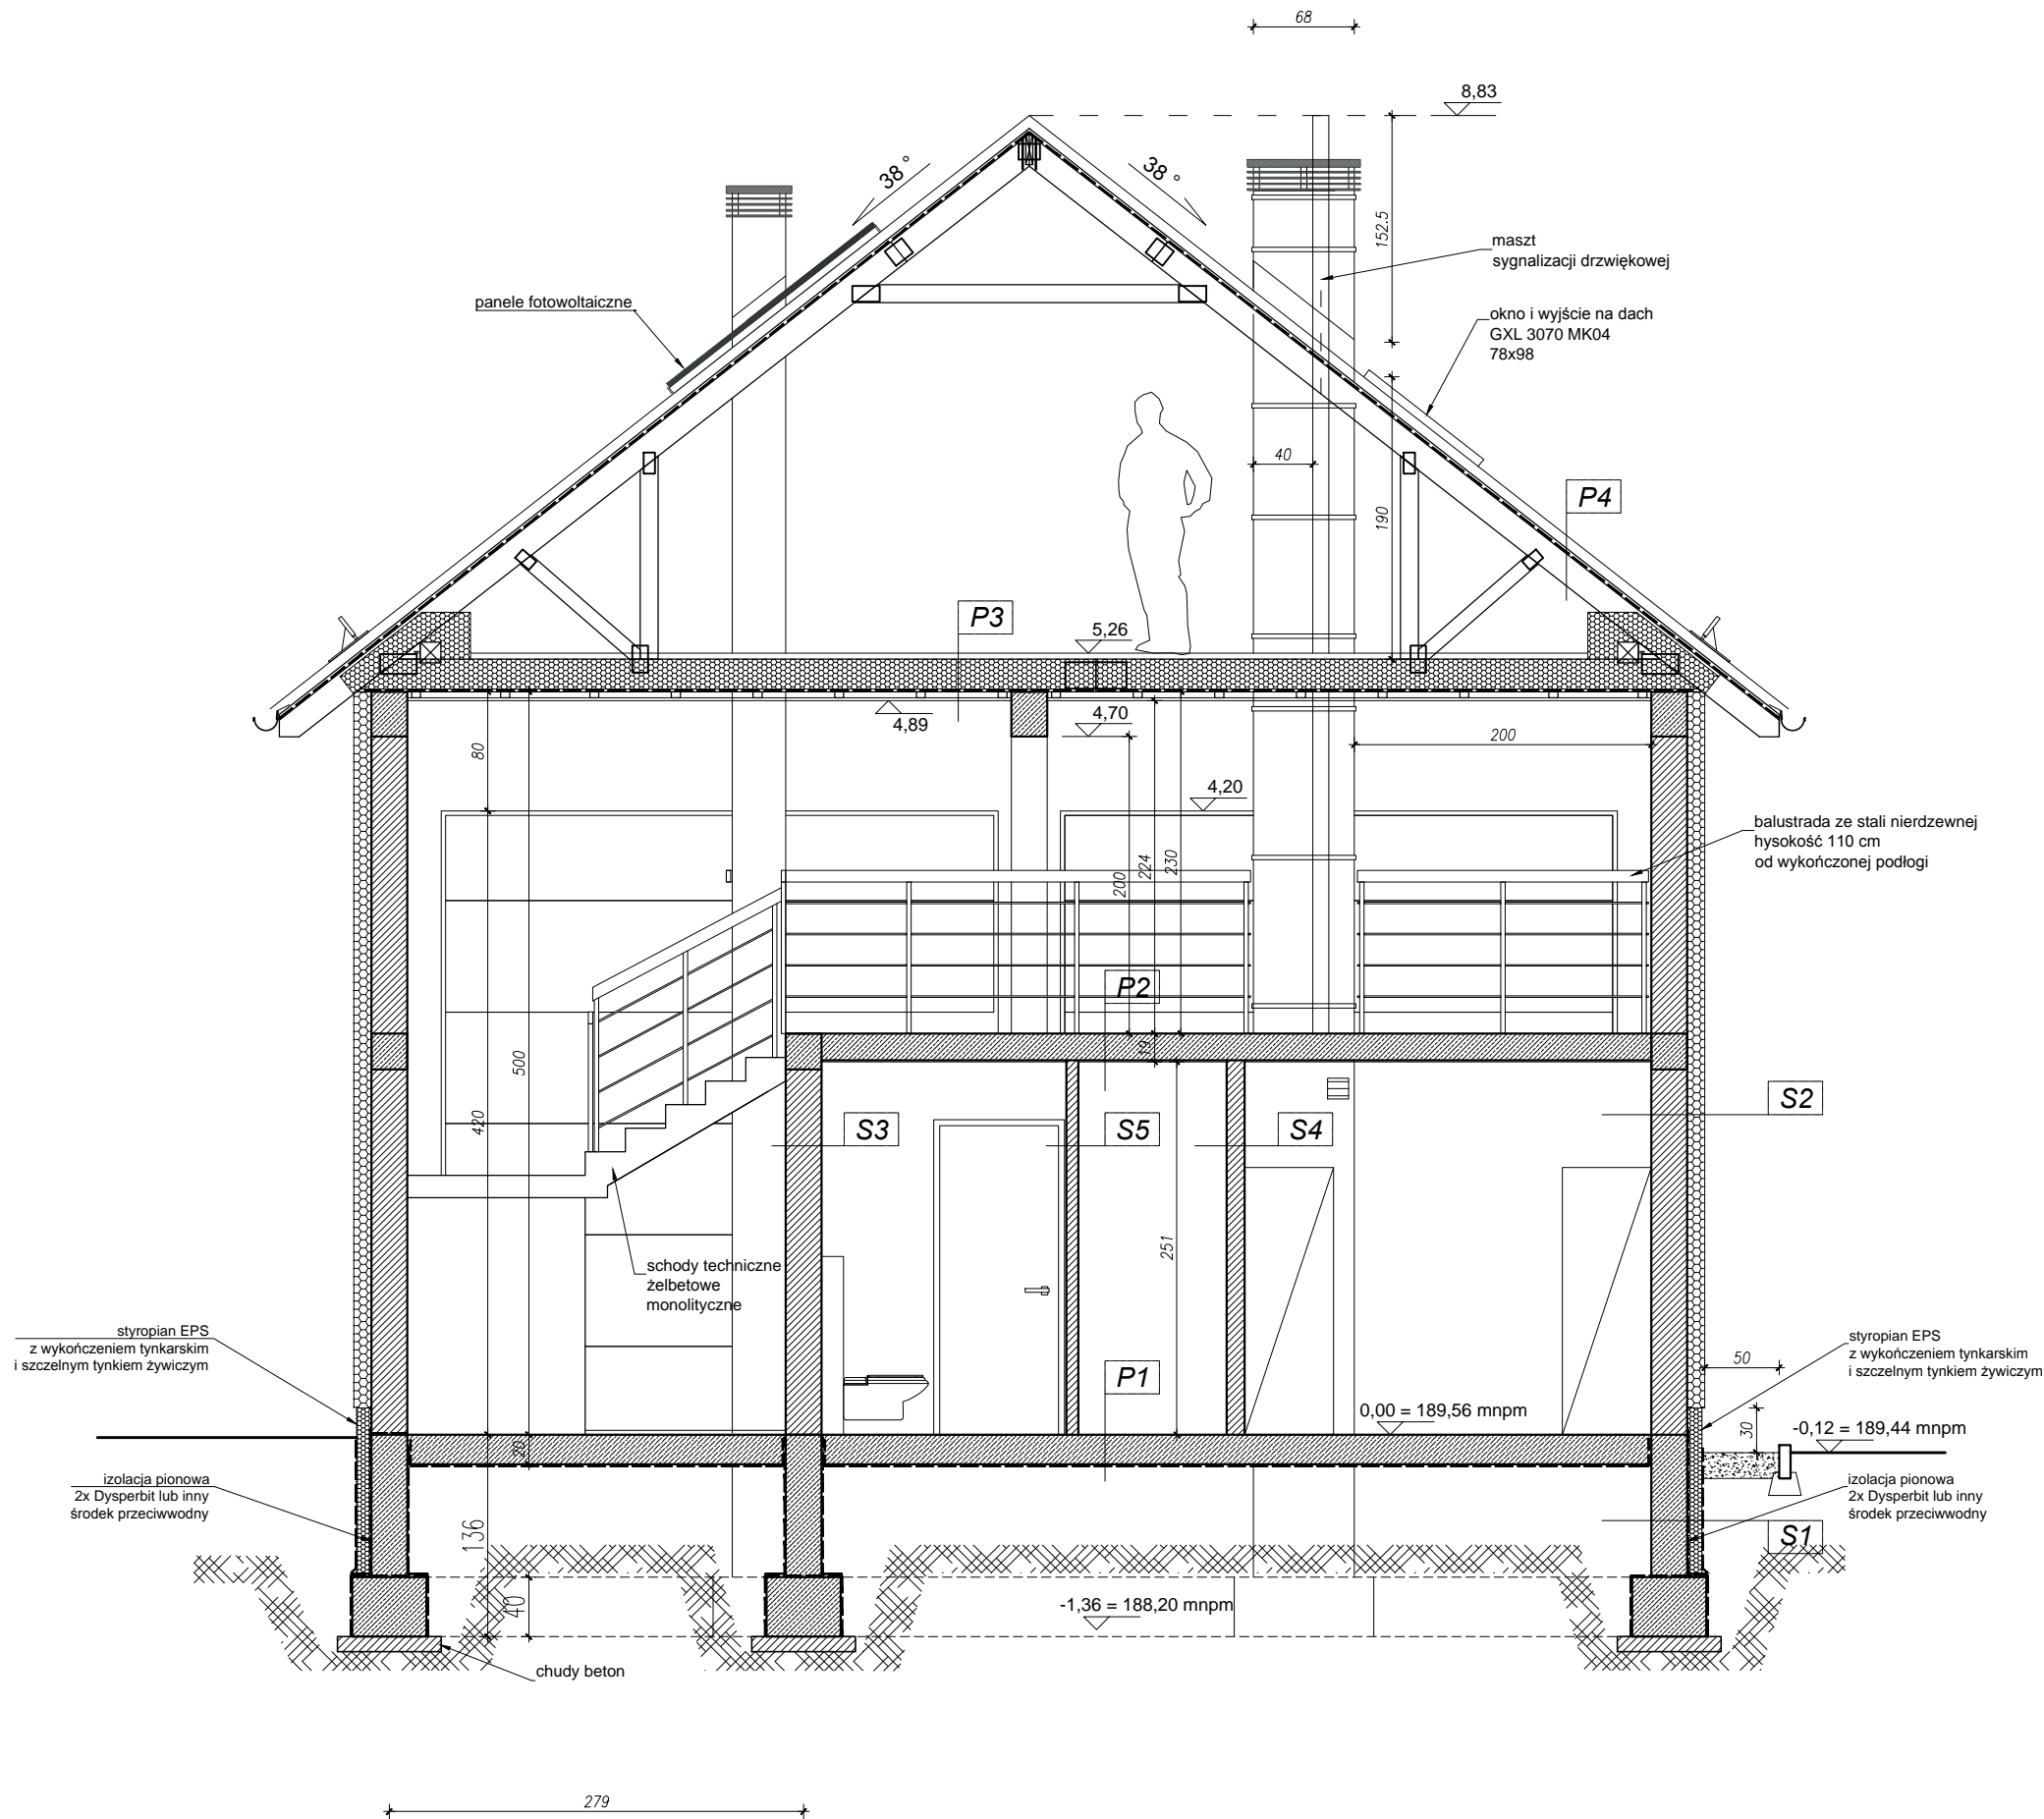 68
8,83
38 °
38 °
152.5
maszt
sygnalizacji drzwiękowej
panele fotowoltaiczne
okno i wyjście na dach
GXL 3070 MK04
78x98
40
190
P4
P3
5,26
4,89
4,70
200
80
4,20
224
230
200
balustrada ze stali nierdzewnej
hysokość 110 cm
od wykończonej podłogi
P2
19
500
420
S3
S5
S4
S2
251
schody techniczne
żelbetowe
monolityczne
styropian EPS
z wykończeniem tynkarskim
i szczelnym tynkiem żywiczym
styropian EPS
z wykończeniem tynkarskim
i szczelnym tynkiem żywiczym
50
P1
0,00 = 189,56 mnpm
30
-0,12 = 189,44 mnpm
20
izolacja pionowa
2x Dysperbit lub inny
środek przeciwwodny
izolacja pionowa
2x Dysperbit lub inny
środek przeciwwodny
136
S1
40
-1,36 = 188,20 mnpm
chudy beton
279